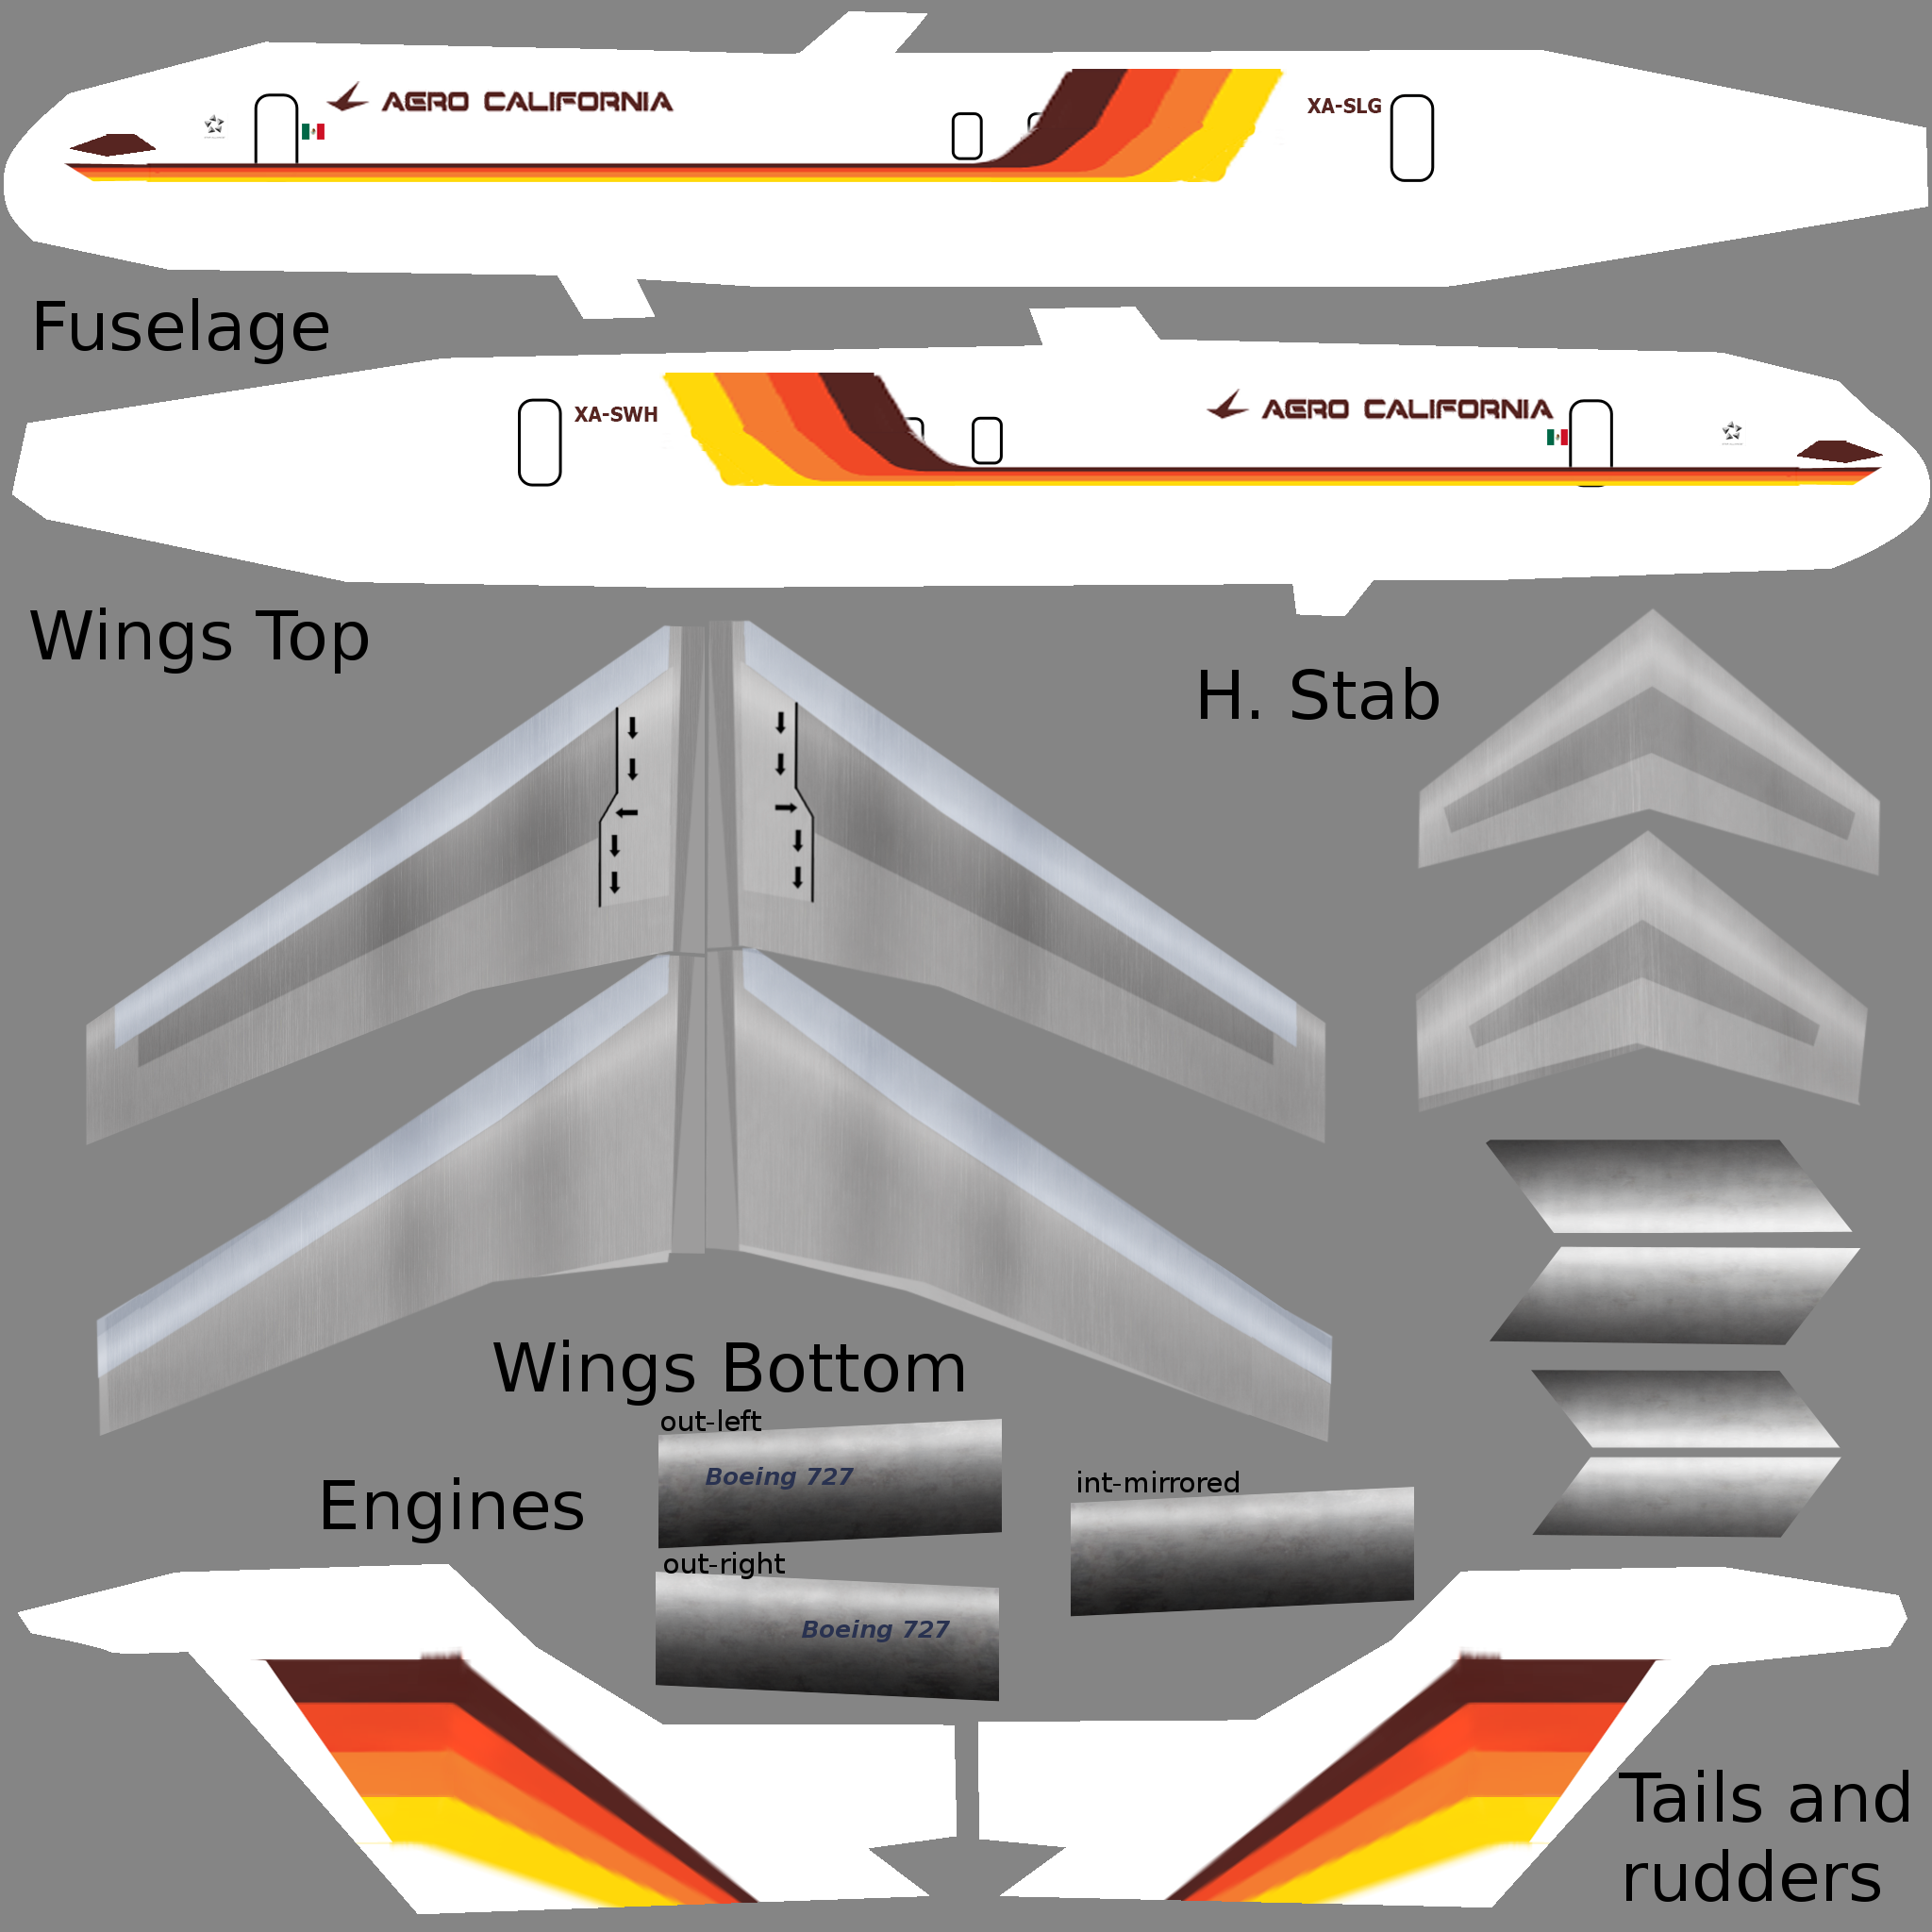 AERO CALIFORNIA
XA-SLG
Fuselage
XA-SWH
AERO CALIFORNIA
Wings Top
H. Stab
Wings Bottom
out-left
Boeing 727
Engines
int-mirrored
out-right
Boeing 727
Tails and
rudders